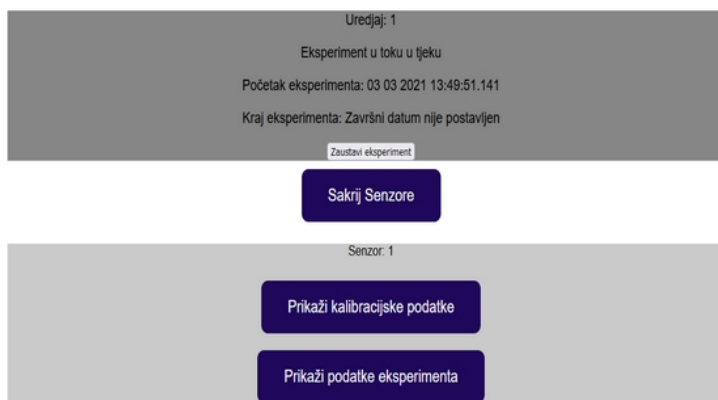 Uredjaj: 1
Eksperiment u toku u tjeku
Početak eksperimenta: 03 03 2021 13:49:51.141
Kraj eksperimenta: Završni datum nije postavljen
Zaustavi eksperiment
Sakrij Senzore
Senzor: 1
Prikaži kalibracijske podatke
Prikaži podatke eksperimenta